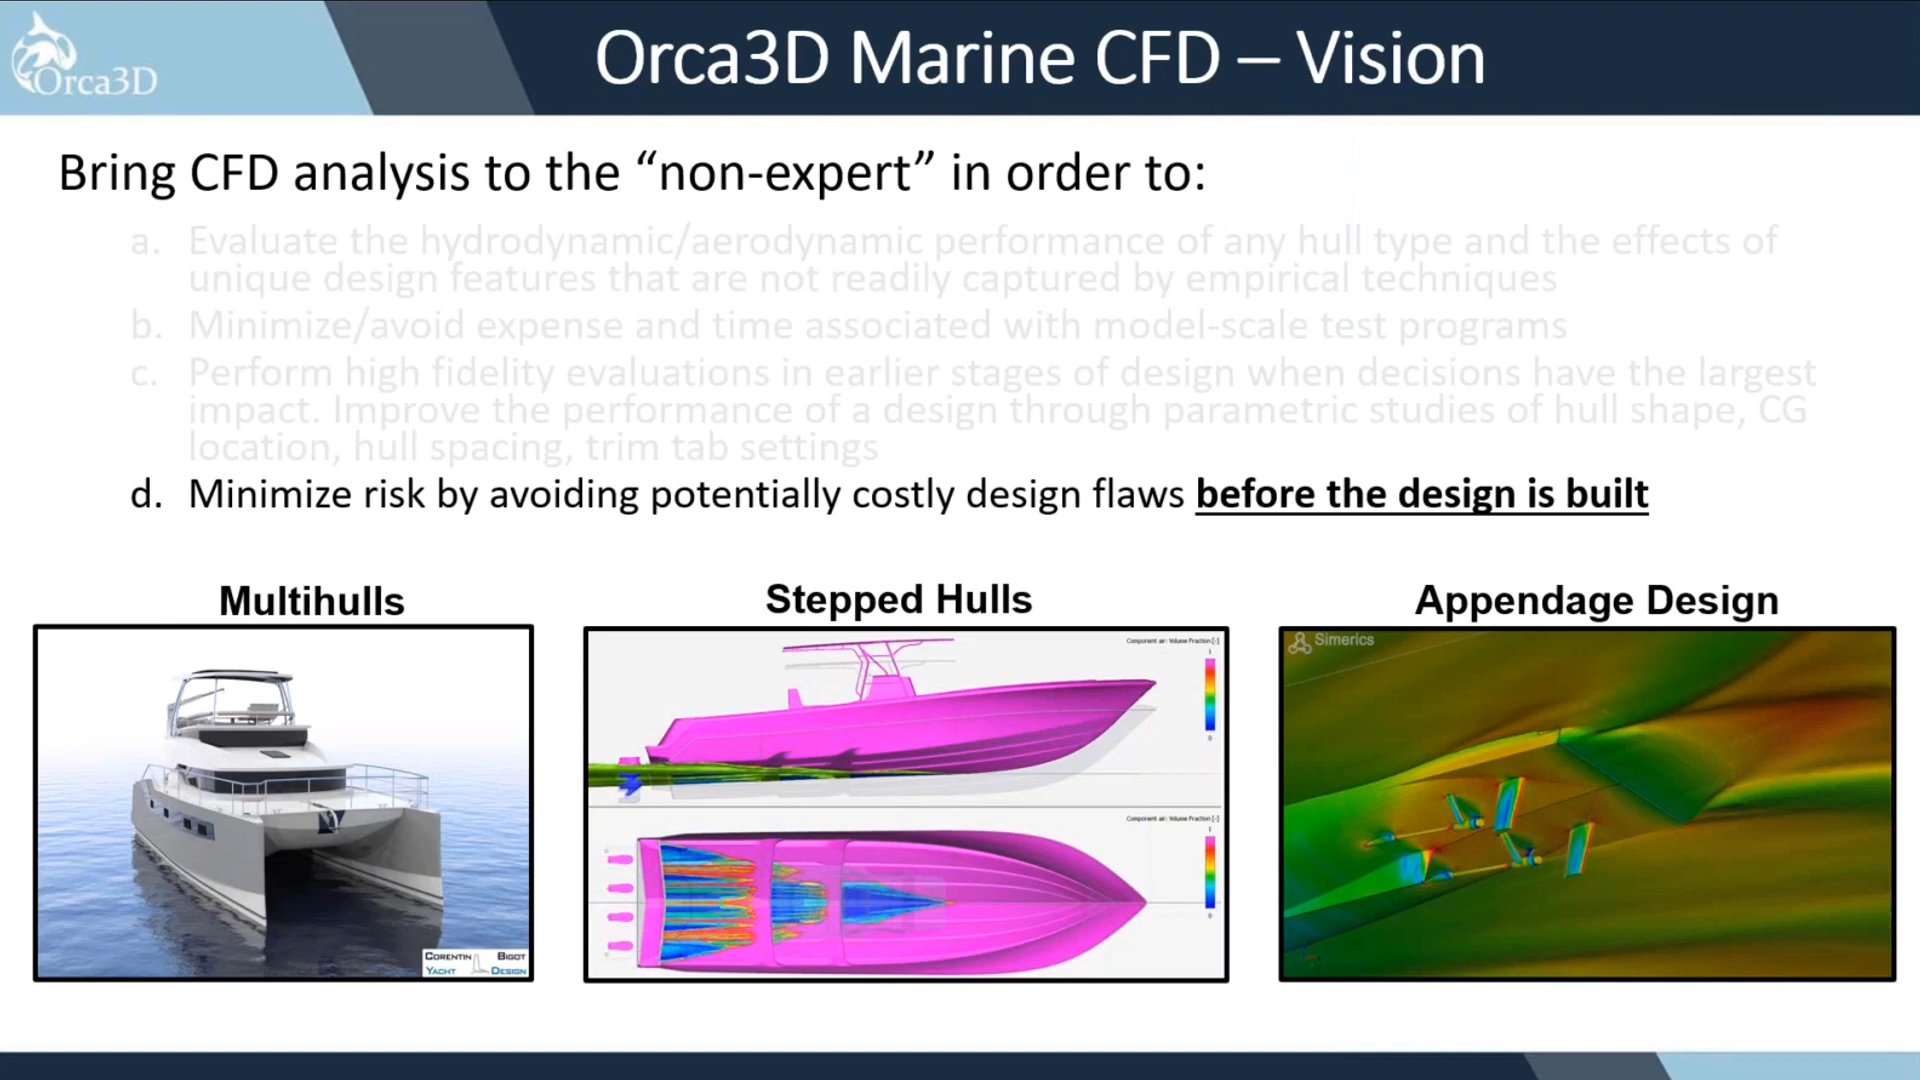 Orca3D
Orca3D Marine CFD – Vision
Bring CFD analysis to the “non-expert” in order to:
a. Evaluate the hydrodynamic/aerodynamic performance of any hull type and the effects of
unique design features that are not readily captured by empirical techniques
b. Minimize/avoid expense and time associated with model-scale test programs
c. Perform high fidelity evaluations in earlier stages of design when decisions have the largest
impact. Improve the performance of a design through parametric studies of hull shape, CG
location, hull spacing, trim tab settings
d. Minimize risk by avoiding potentially costly design flaws before the design is built
Multihulls
Stepped Hulls
Appendage Design
CORENTIN BIGOT
YACHT DESIGN
Component air: Volume Fraction [-]
1
0
Component air: Volume Fraction [-]
1
0
Simerics